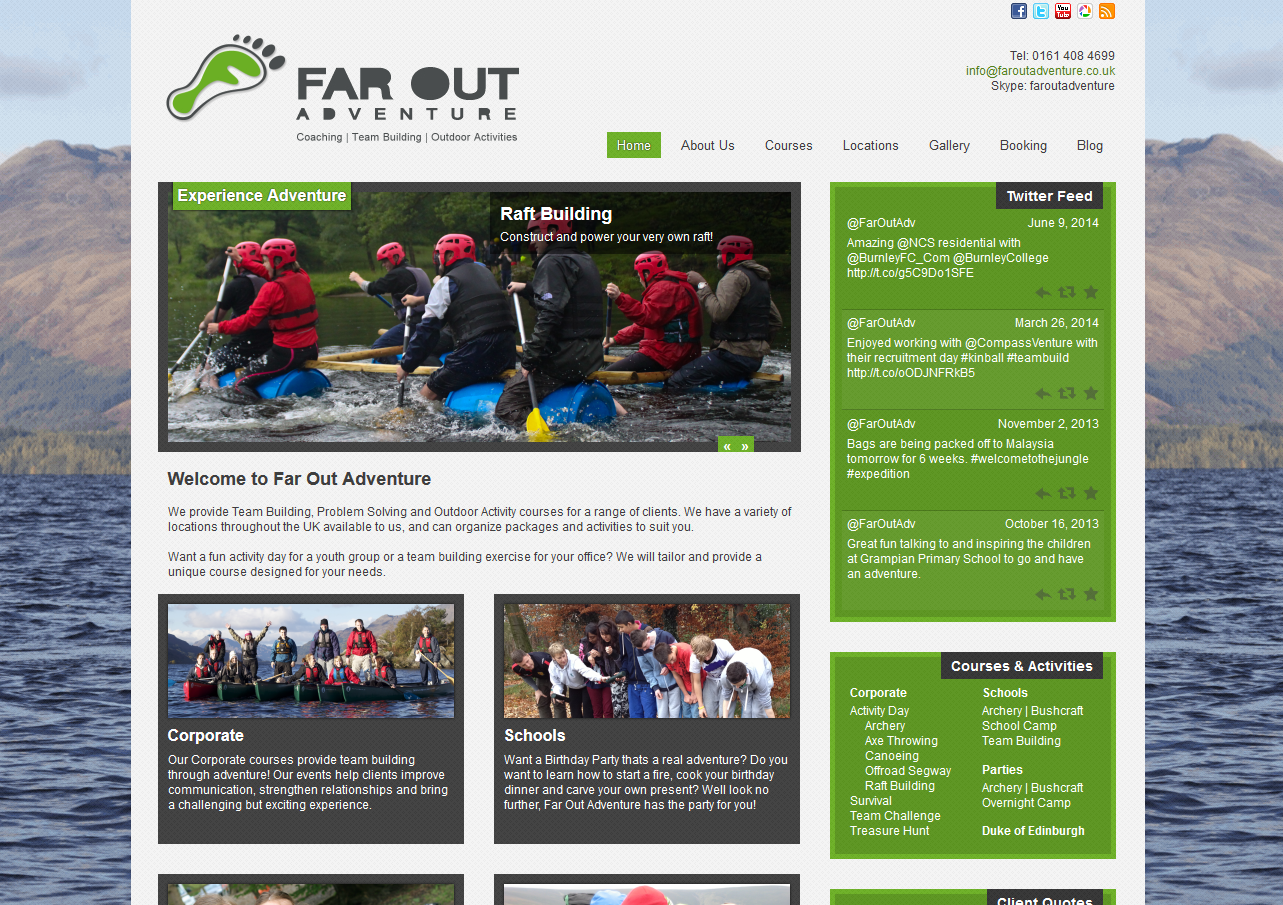 FAR OUT
ADVENTURE
Coaching | Team Building | Outdoor Activities
You
Tube
Tel: 0161 408 4699
info@faroutadventure.co.uk
Skype: faroutadventure
Home
About Us
Courses
Locations
Gallery
Booking
Blog
Experience Adventure
Raft Building
Construct and power your very own raft!
« »
Welcome to Far Out Adventure
We provide Team Building, Problem Solving and Outdoor Activity courses for a range of clients. We have a variety of
locations throughout the UK available to us, and can organize packages and activities to suit you.
Want a fun activity day for a youth group or a team building exercise for your office? We will tailor and provide a
unique course designed for your needs.
Corporate
Our Corporate courses provide team building
through adventure! Our events help clients improve
communication, strengthen relationships and bring
a challenging but exciting experience.
Schools
Want a Birthday Party thats a real adventure? Do you
want to learn how to start a fire, cook your birthday
dinner and carve your own present? Well look no
further, Far Out Adventure has the party for you!
Twitter Feed
@FarOutAdv June 9, 2014
Amazing @NCS residential with
@BurnleyFC_Com @BurnleyCollege
http://t.co/g5C9Do1SFE
@FarOutAdv March 26, 2014
Enjoyed working with @CompassVenture with
their recruitment day #kinball #teambuild
http://t.co/oODJNFRkB5
@FarOutAdv November 2, 2013
Bags are being packed off to Malaysia
tomorrow for 6 weeks. #welcometothejungle
#expedition
@FarOutAdv October 16, 2013
Great fun talking to and inspiring the children
at Grampian Primary School to go and have
an adventure.
Courses & Activities
Corporate
Activity Day
Archery
Axe Throwing
Canoeing
Offroad Segway
Raft Building
Survival
Team Challenge
Treasure Hunt
Schools
Archery | Bushcraft
School Camp
Team Building
Parties
Archery | Bushcraft
Overnight Camp
Duke of Edinburgh
Client Quotes